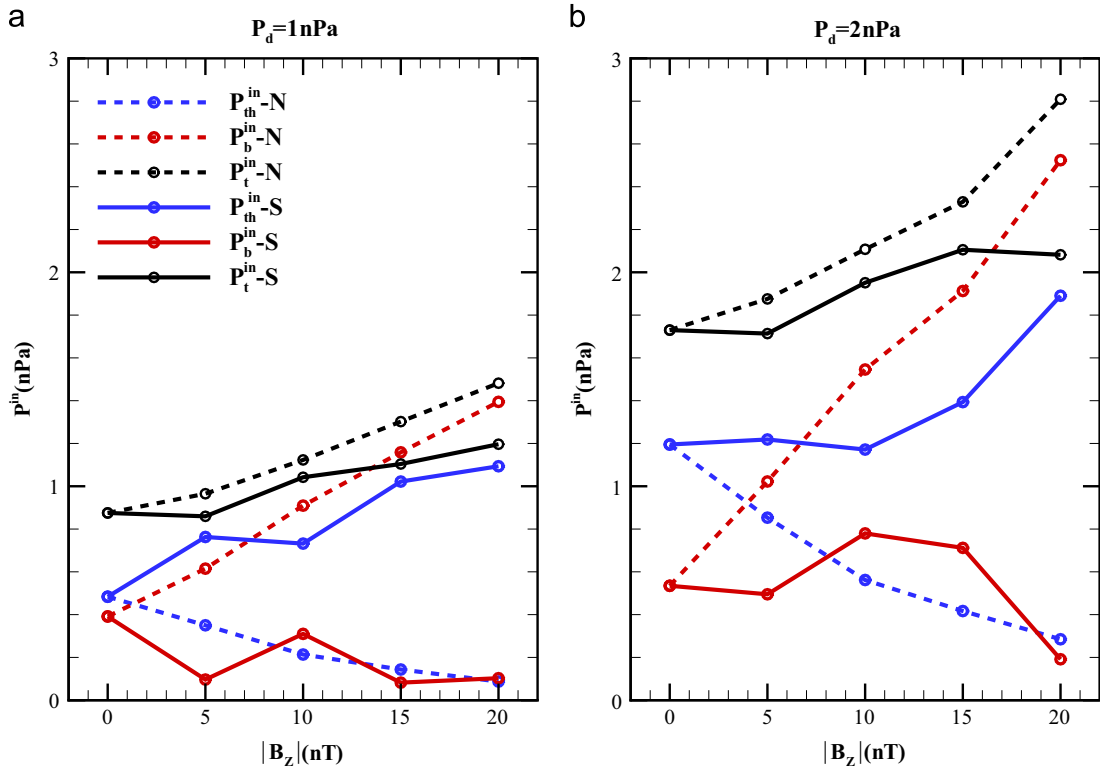 a
P_d=1nPa
3
2
1
0
P^in(nPa)
P_th^in-N
P_b^in-N
P_t^in-N
P_th^in-S
P_b^in-S
P_t^in-S
0 5 10 15 20
|B_Z|(nT)
b
P_d=2nPa
3
2
1
0
P^in(nPa)
0 5 10 15 20
|B_Z|(nT)